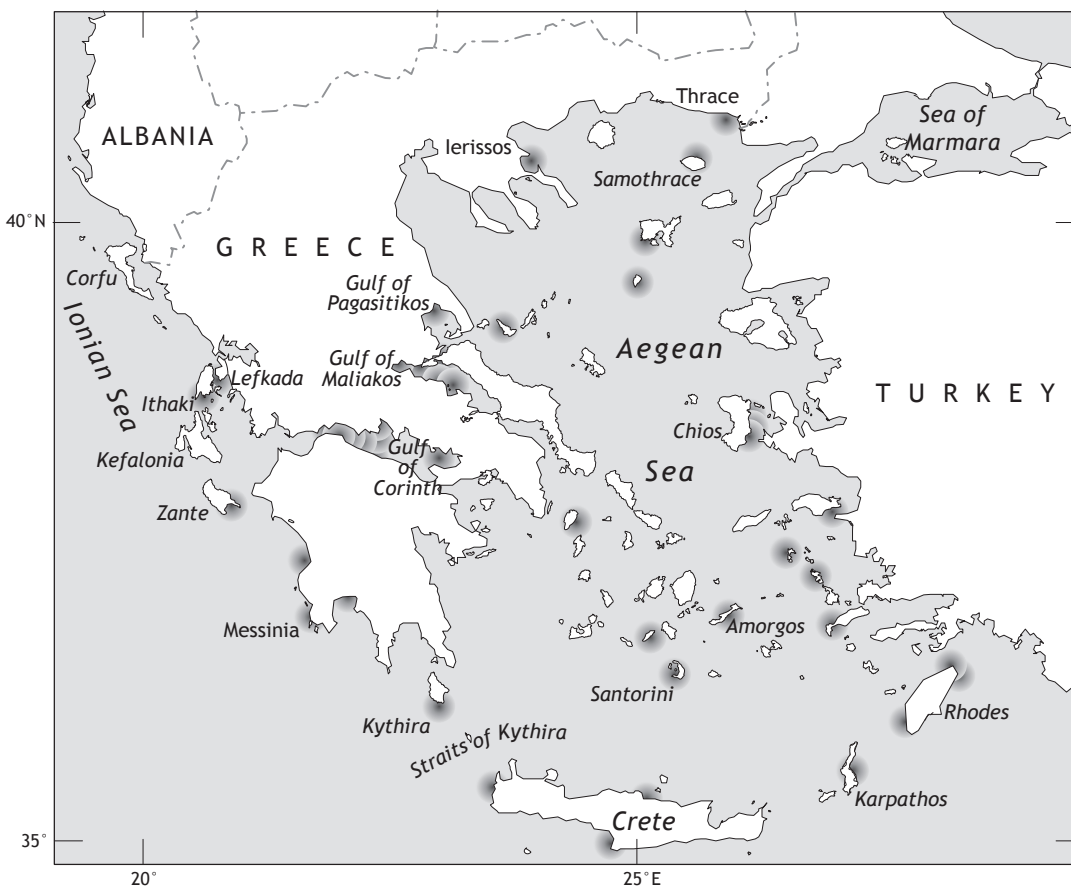 Thrace
Sea of
Marmara
ALBANIA
Ierissos
Samothrace
40°N
GREECE
Corfu
Gulf of
Pagasitikos
Ionian Sea
Aegean
Gulf of
Maliakos
Lefkada
TURKEY
Ithaki
Chios
Kefalonia
Gulf
of
Corinth
Sea
Zante
Messinia
Amorgos
Santorini
Rhodes
Kythira
Straits of Kythira
Karpathos
Crete
35°
20°
25°E